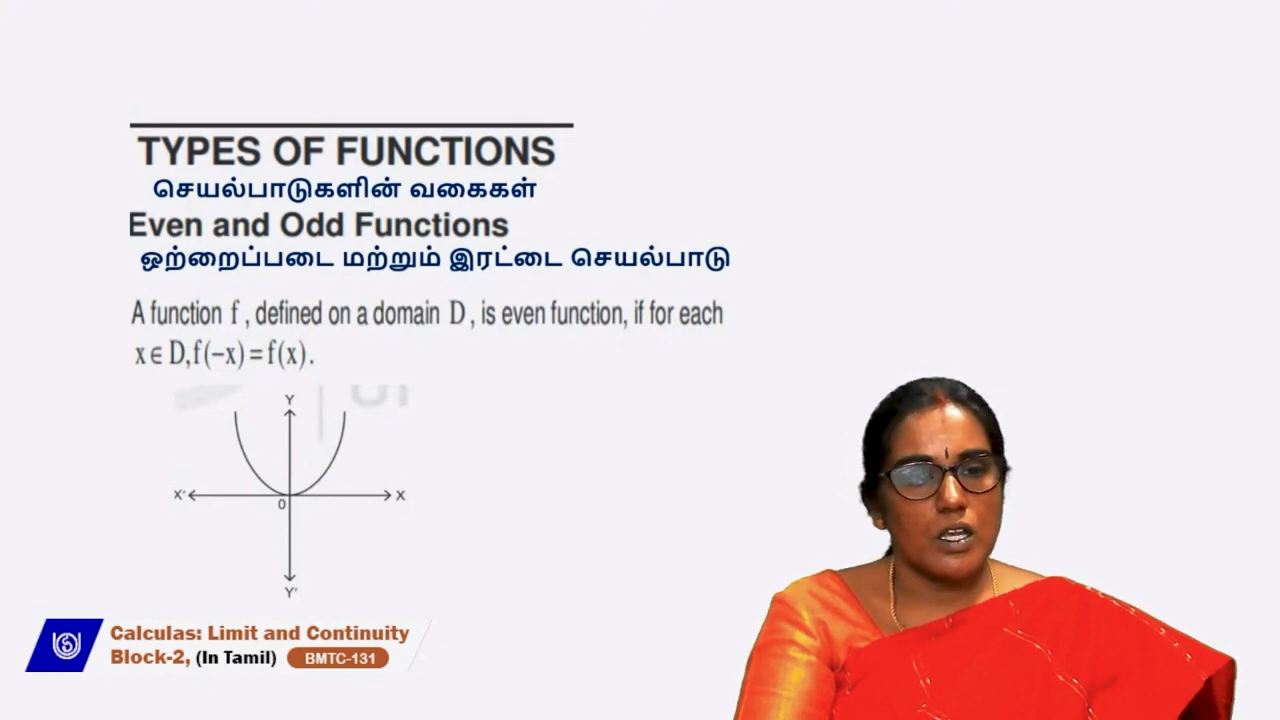 TYPES OF FUNCTIONS
செயல்பாடுகளின் வகைகள்
Even and Odd Functions
ஒற்றைப்படை மற்றும் இரட்டை செயல்பாடு
A function f, defined on a domain D, is even function, if for each
x∈D,f(−x)=f(x).
Y
X' 0 X
Y'
Calculas: Limit and Continuity
Block-2, (In Tamil) BMTC-131